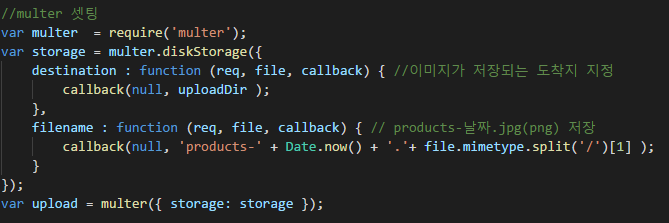 //multer 셋팅
var multer  = require('multer');
var storage = multer.diskStorage({
    destination : function (req, file, callback) { //이미지가 저장되는 도착지 지정
        callback(null, uploadDir );
    },
    filename : function (req, file, callback) { // products-날짜.jpg(png) 저장
        callback(null, 'products-' + Date.now() + '.'+ file.mimetype.split('/')[1] );
    }
});
var upload = multer({ storage: storage });